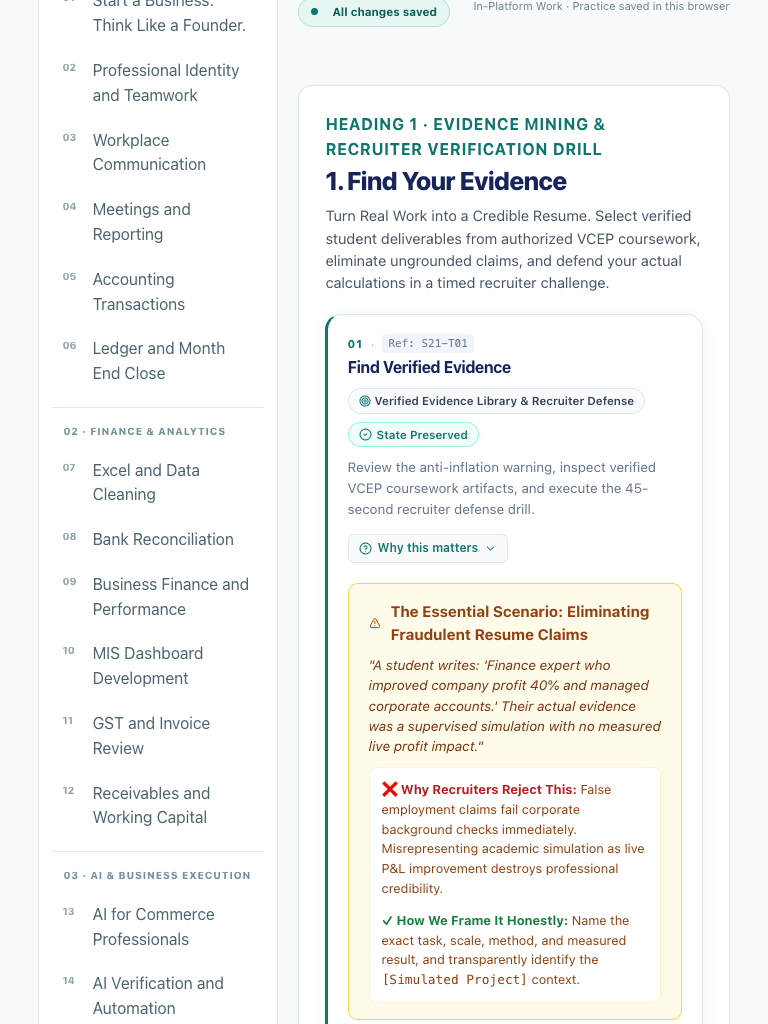 Start a Business.
Think Like a Founder.
02 Professional Identity
and Teamwork
03 Workplace
Communication
04 Meetings and
Reporting
05 Accounting
Transactions
06 Ledger and Month
End Close
02 · FINANCE & ANALYTICS
07 Excel and Data
Cleaning
08 Bank Reconciliation
09 Business Finance and
Performance
10 MIS Dashboard
Development
11 GST and Invoice
Review
12 Receivables and
Working Capital
03 · AI & BUSINESS EXECUTION
13 AI for Commerce
Professionals
14 AI Verification and
Automation
All changes saved
In-Platform Work · Practice saved in this browser
HEADING 1 · EVIDENCE MINING &
RECRUITER VERIFICATION DRILL
1. Find Your Evidence
Turn Real Work into a Credible Resume. Select verified
student deliverables from authorized VCEP coursework,
eliminate ungrounded claims, and defend your actual
calculations in a timed recruiter challenge.
01 · Ref: S21–T01
Find Verified Evidence
Verified Evidence Library & Recruiter Defense
State Preserved
Review the anti-inflation warning, inspect verified
VCEP coursework artifacts, and execute the 45-
second recruiter defense drill.
Why this matters
The Essential Scenario: Eliminating
Fraudulent Resume Claims
"A student writes: 'Finance expert who
improved company profit 40% and managed
corporate accounts.' Their actual evidence
was a supervised simulation with no measured
live profit impact."
❌ Why Recruiters Reject This: False
employment claims fail corporate
background checks immediately.
Misrepresenting academic simulation as live
P&L improvement destroys professional
credibility.
✓ How We Frame It Honestly: Name the
exact task, scale, method, and measured
result, and transparently identify the
[Simulated Project] context.